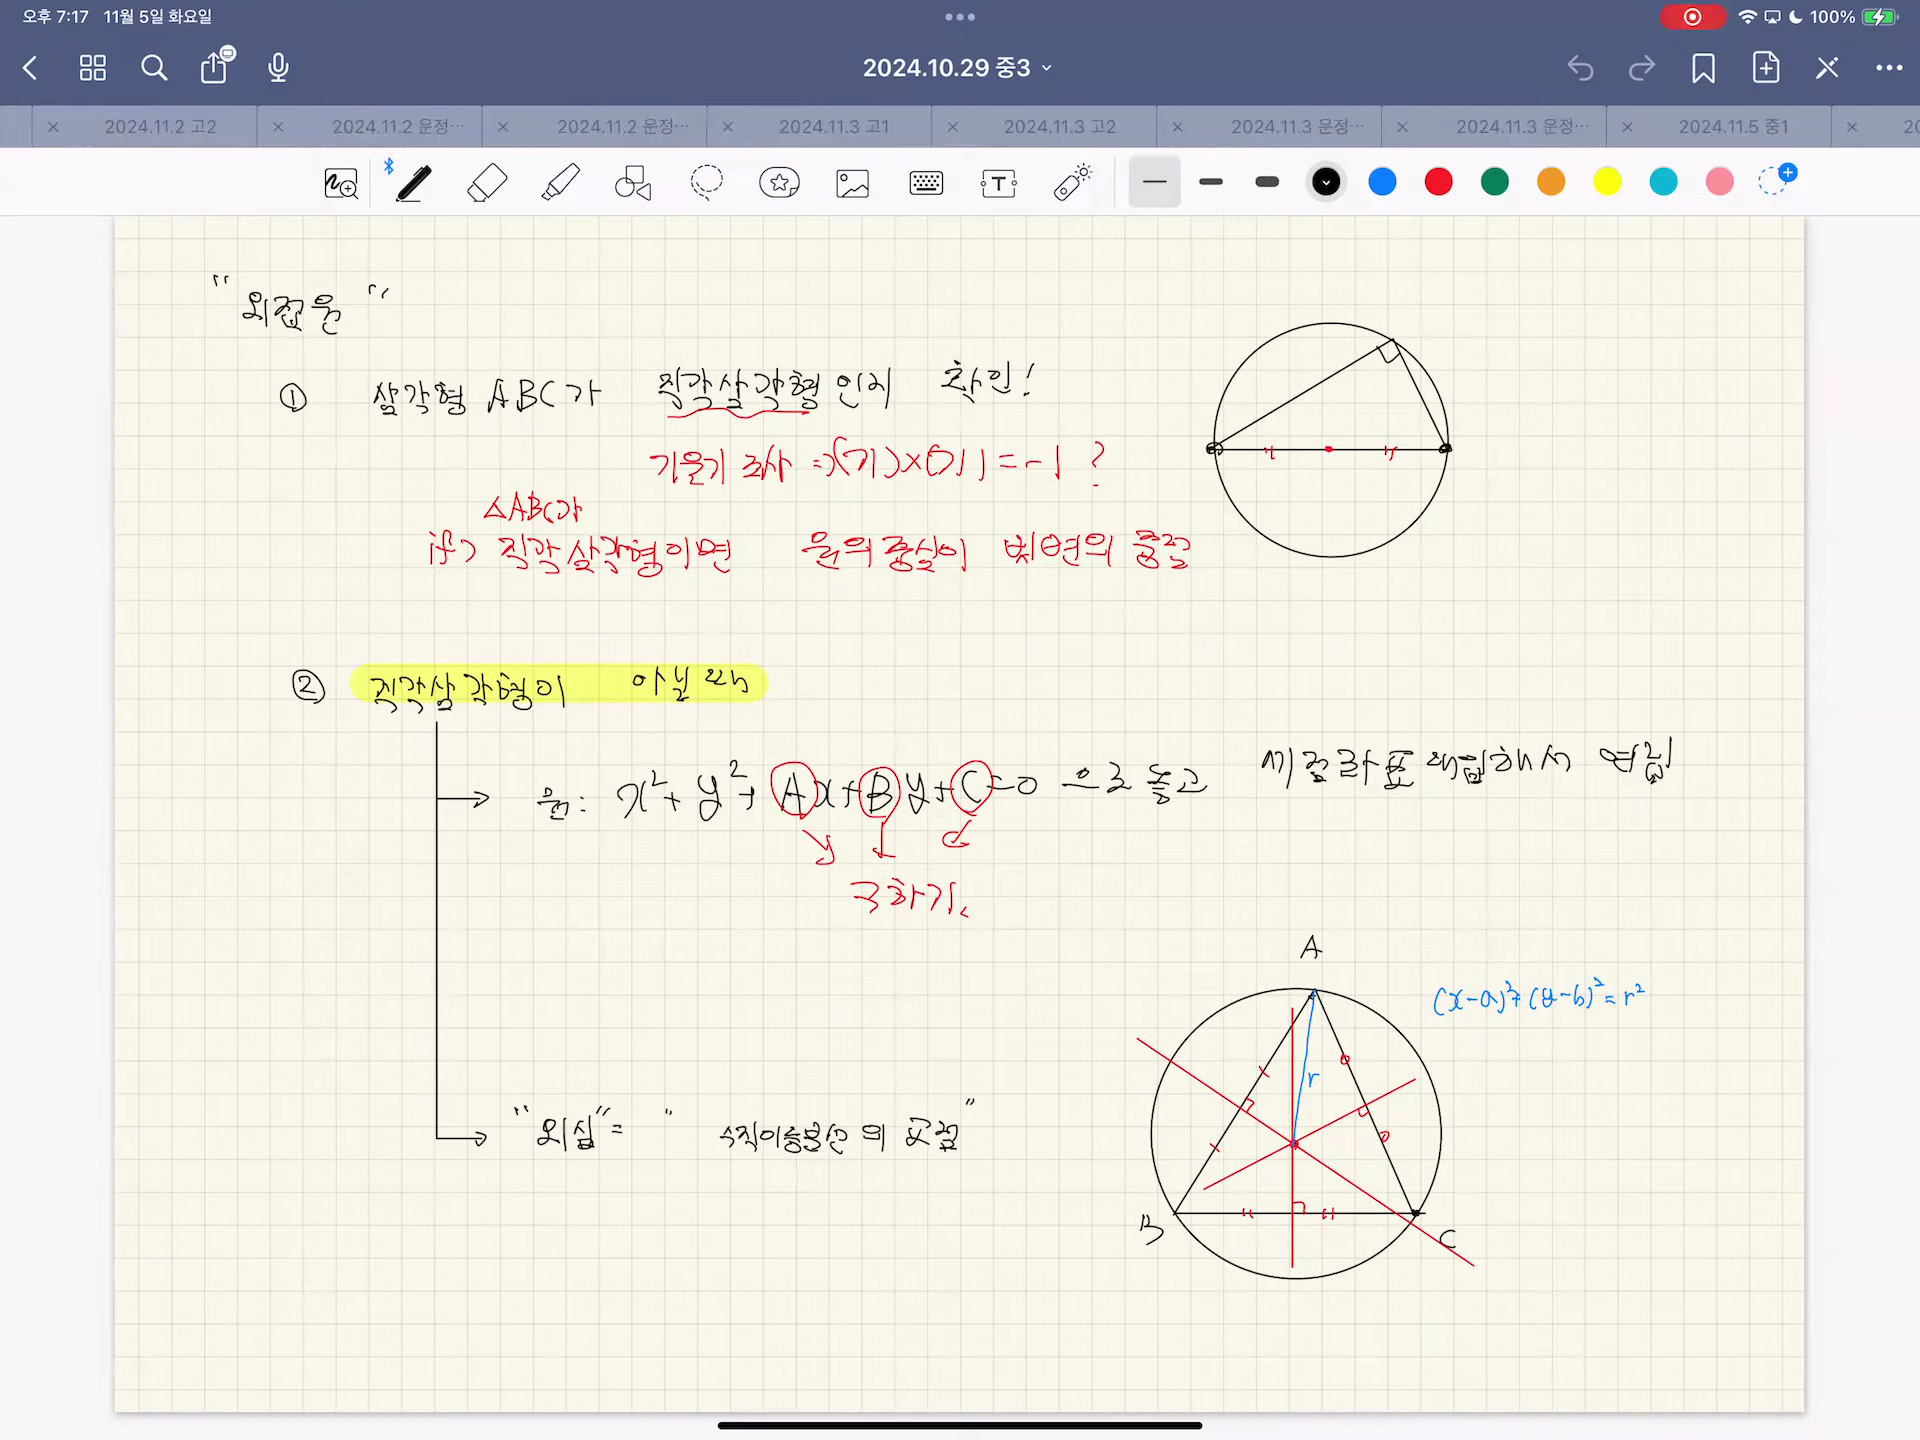 오후 7:17 11월 5일 화요일
100%
2024.10.29 중3
2024.11.2 고2
2024.11.2 운정…
2024.11.2 운정…
2024.11.3 고1
2024.11.3 고2
2024.11.3 운정…
2024.11.3 운정…
2024.11.5 중1
20
"외접원"
① 삼각형 ABC가 직각삼각형인지 확인!
기울기 조사 ⇒ (기)×(기)=-1 ?
△ABC가
if) 직각삼각형이면 원의 중심이 빗변의 중점
② 직각삼각형이 아닐 때
원: x²+y²+Ax+By+C=0 으로 놓고 세 점 좌표 대입해서 연립
구하기.
A
(x-a)²+(y-b)²=r²
r
"외심" = "수직이등분선의 교점"
B
C